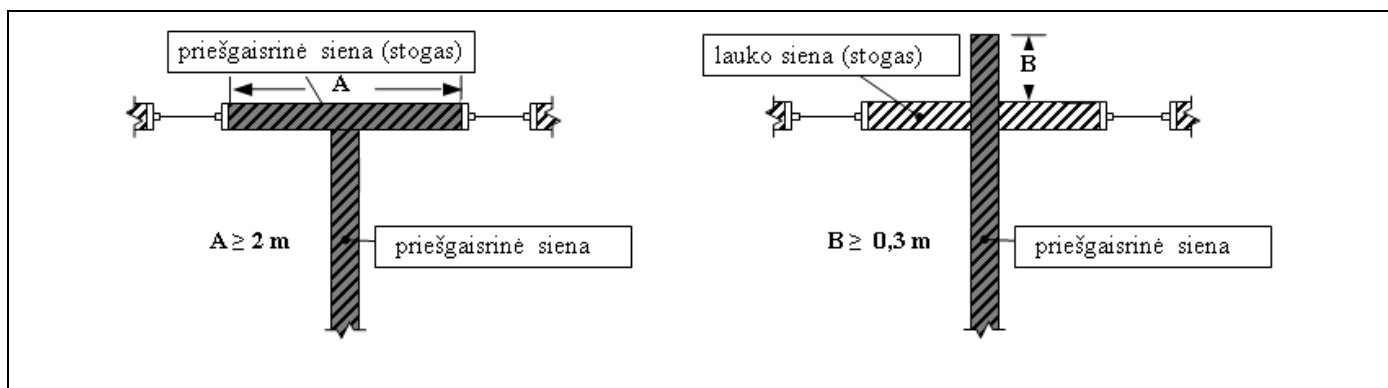 priešgaisrinė siena (stogas)
A
A ≥ 2 m
priešgaisrinė siena
lauko siena (stogas)
B
B ≥ 0,3 m
priešgaisrinė siena